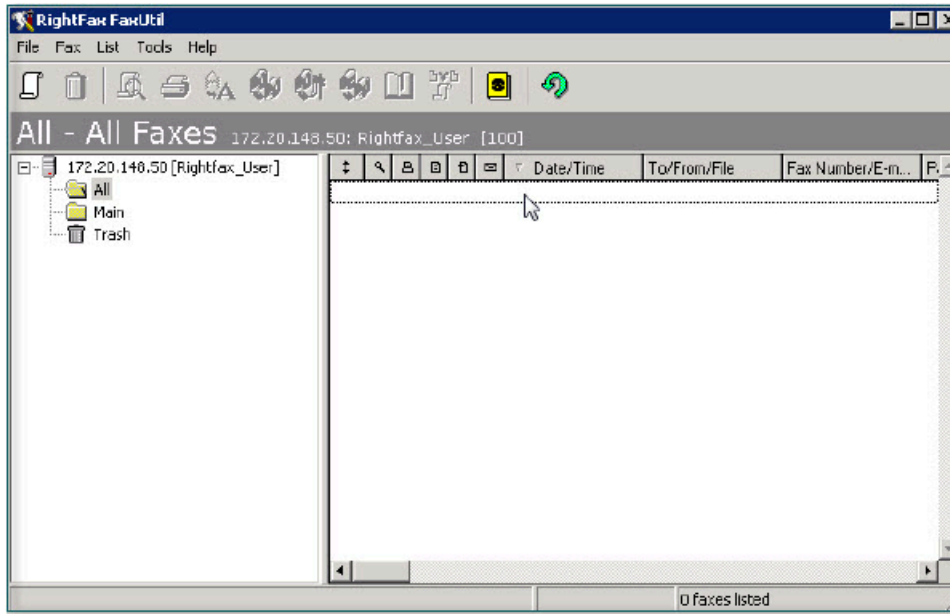 RightFax FaxUtil
File Fax List Tools Help
All - All Faxes 172.20.148.50: Rightfax_User [100]
172.20.148.50 [Rightfax_User]
All
Main
Trash
Date/Time To/From/File Fax Number/E-m...
0 faxes listed